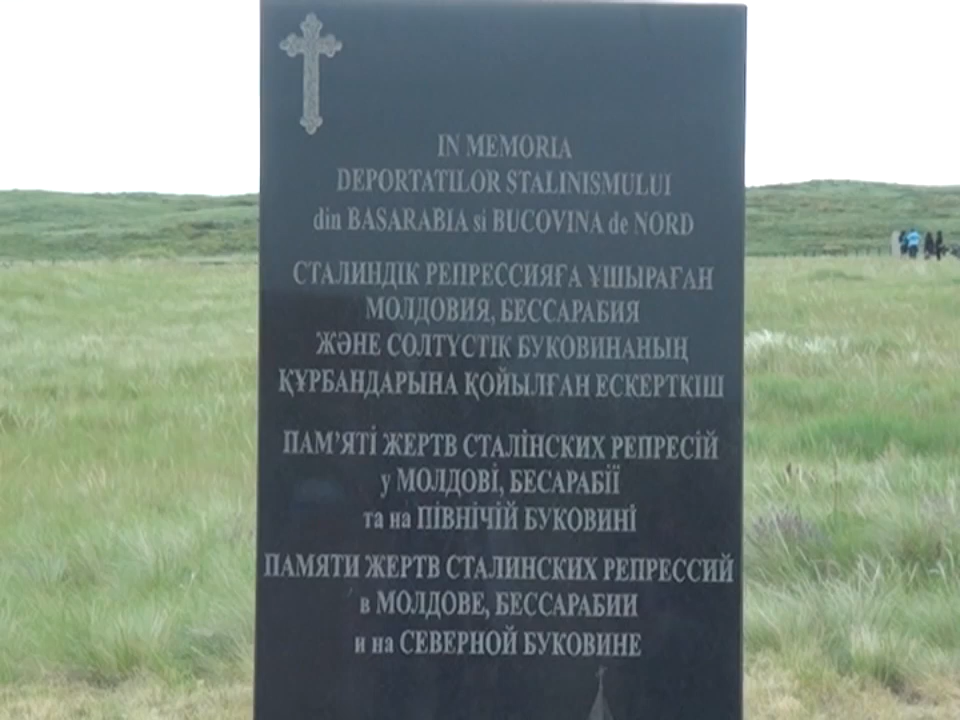 IN MEMORIA
DEPORTATILOR STALINISMULUI
din BASARABIA si BUCOVINA de NORD
СТАЛИНДІК РЕПРЕССИЯҒА ҰШЫРАҒАН
МОЛДОВИЯ, БЕССАРАБИЯ
ЖӘНЕ СОЛТҮСТІК БУКОВИНАНЫҢ
ҚҰРБАНДАРЫНА ҚОЙЫЛҒАН ЕСКЕРТКІШ
ПАМ'ЯТІ ЖЕРТВ СТАЛІНСКИХ РЕПРЕСІЙ
у МОЛДОВІ, БЕСАРАБІЇ
та на ПІВНІЧІЙ БУКОВИНІ
ПАМЯТИ ЖЕРТВ СТАЛИНСКИХ РЕПРЕССИЙ
в МОЛДОВЕ, БЕССАРАБИИ
и на СЕВЕРНОЙ БУКОВИНЕ